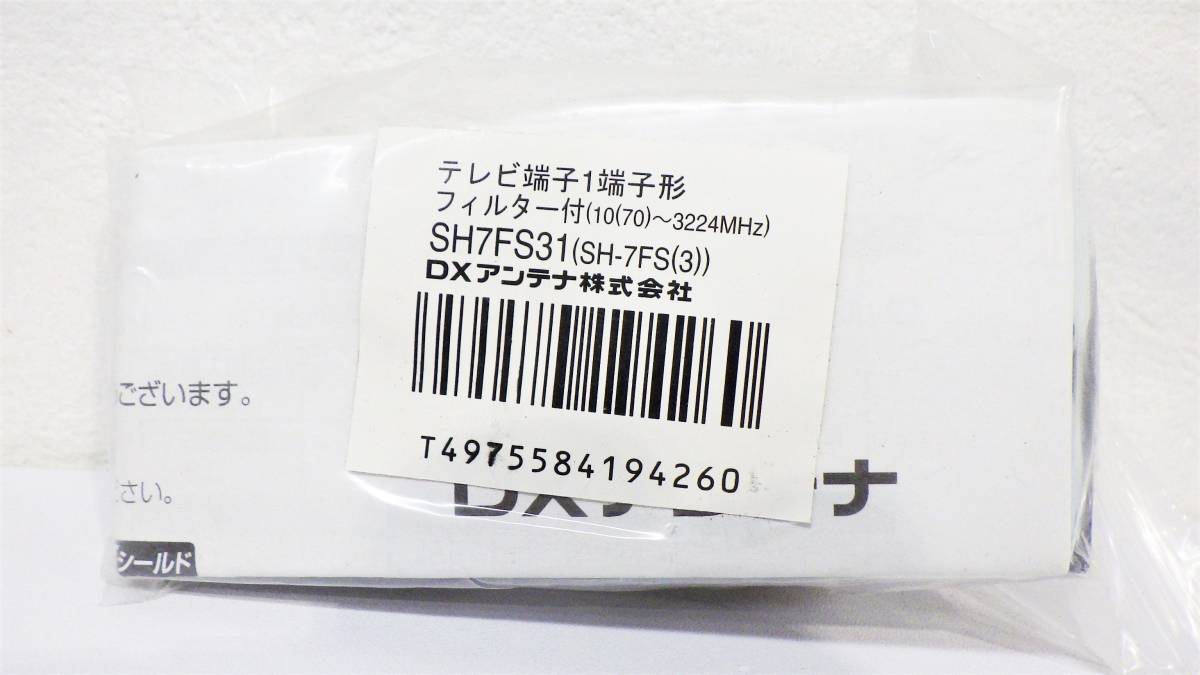 テレビ端子1端子形
フィルター付(10(70)～3224MHz)
SH7FS31(SH-7FS(3))
DXアンテナ株式会社
T4975584194260
ございます。
さい。
シールド